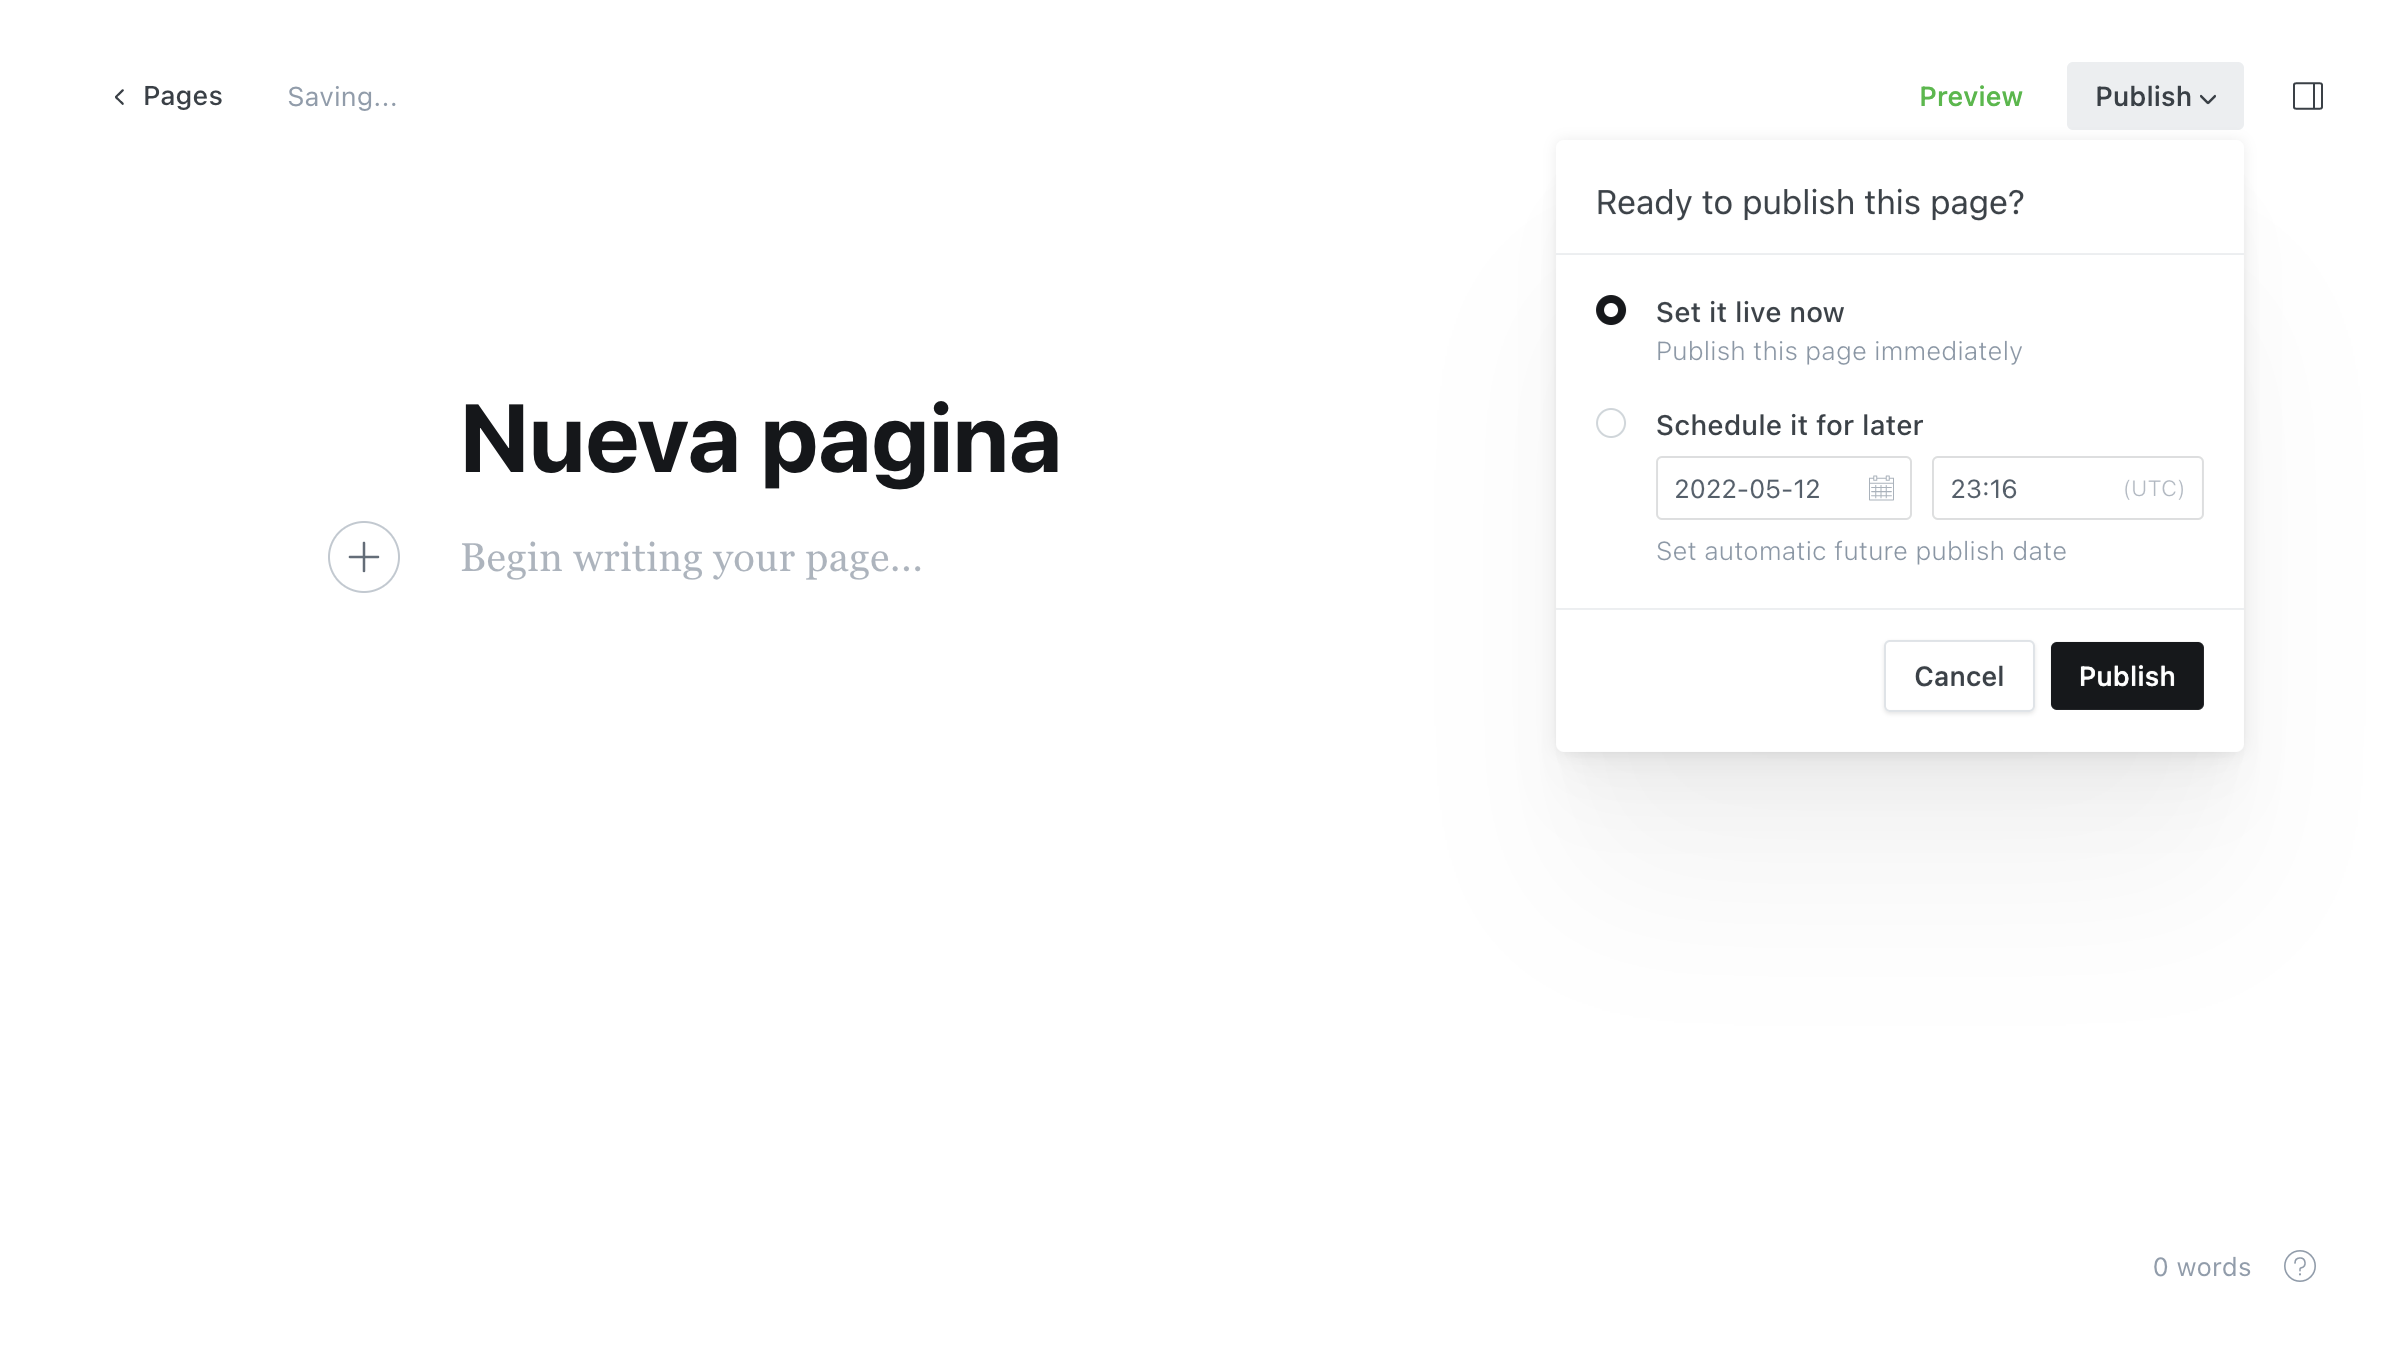 Pages
Saving...
Preview
Publish
Ready to publish this page?
Set it live now
Publish this page immediately
Schedule it for later
2022-05-12
23:16
(UTC)
Set automatic future publish date
Cancel
Publish
Nueva pagina
Begin writing your page...
0 words
?